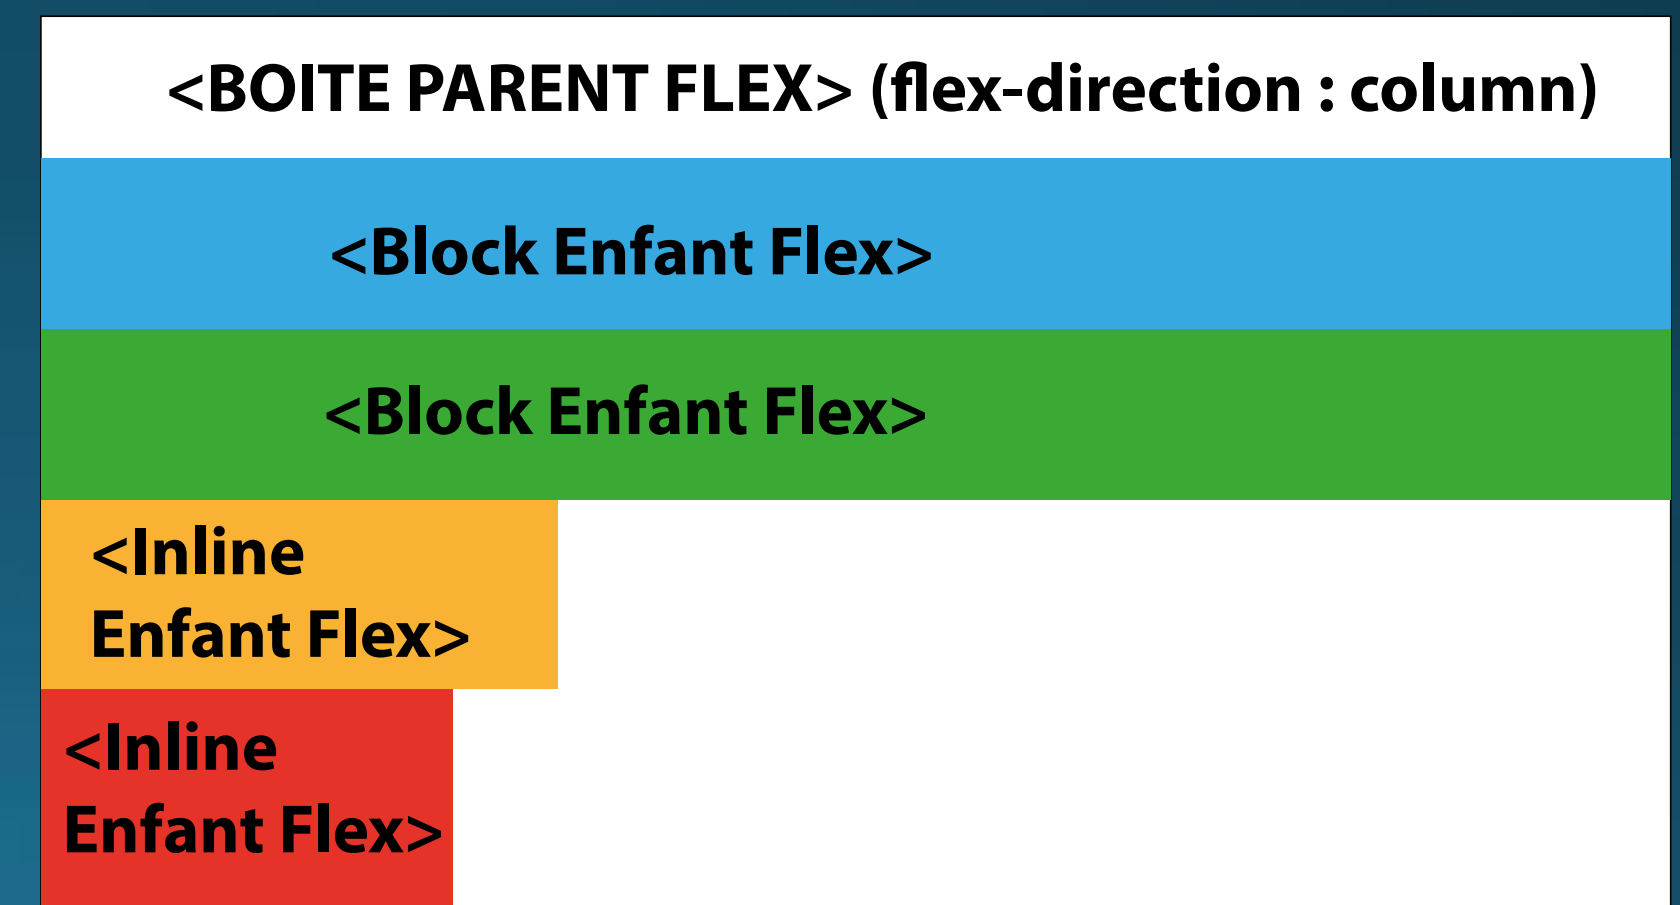 <BOITE PARENT FLEX> (flex-direction : column)
<Block Enfant Flex>
<Block Enfant Flex>
<Inline
Enfant Flex>
<Inline
Enfant Flex>